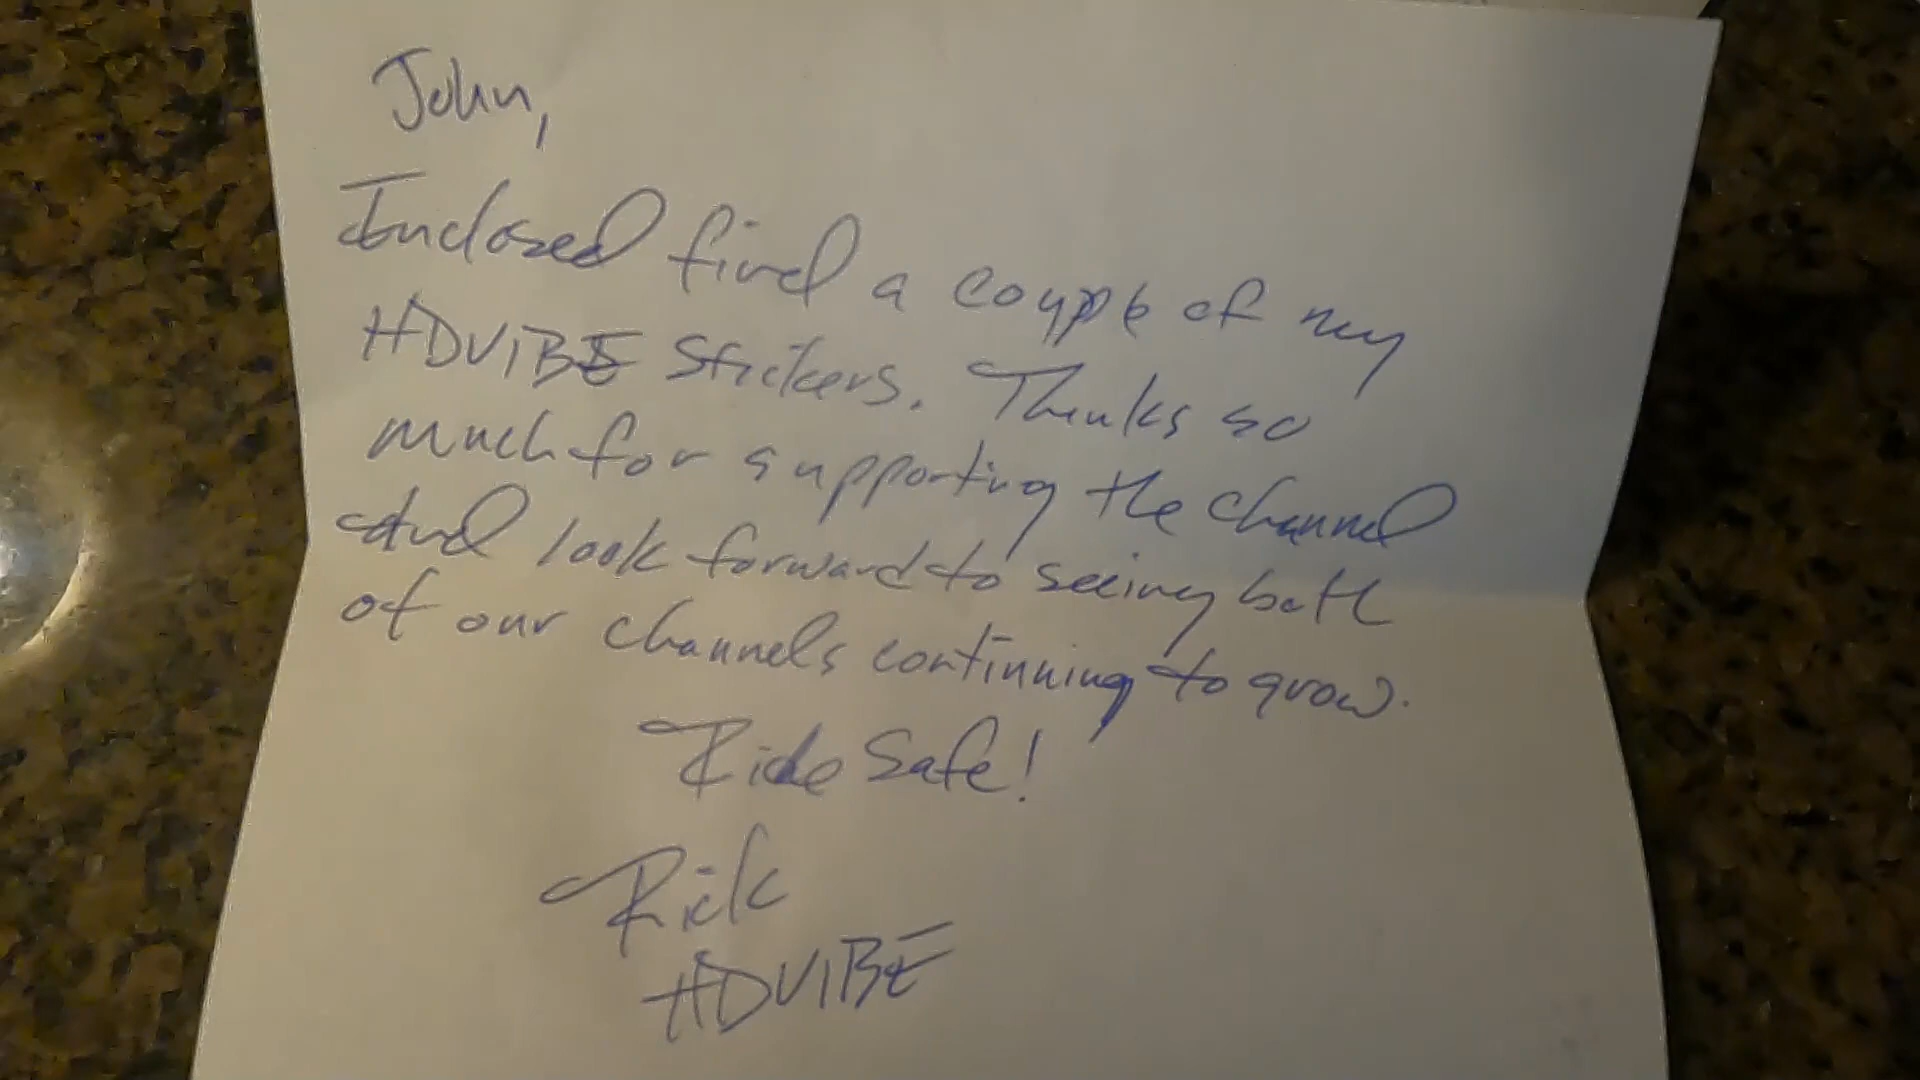 John,
Enclosed find a couple of my
HDVIBE Stickers. Thanks so
much for supporting the channel
And look forward to seeing both
of our channels continuing to grow.
Ride Safe!
Rick
HDVIBE